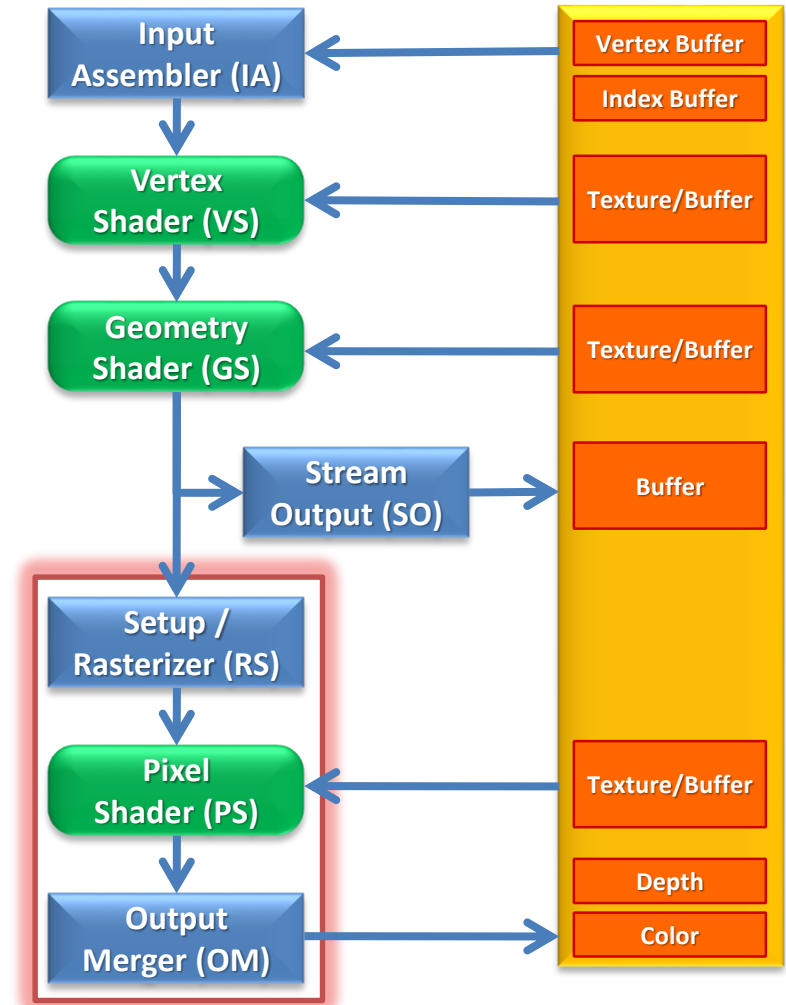 Input
Assembler (IA)
Vertex Buffer
Index Buffer
Vertex
Shader (VS)
Texture/Buffer
Geometry
Shader (GS)
Texture/Buffer
Stream
Output (SO)
Buffer
Setup /
Rasterizer (RS)
Pixel
Shader (PS)
Texture/Buffer
Depth
Output
Merger (OM)
Color